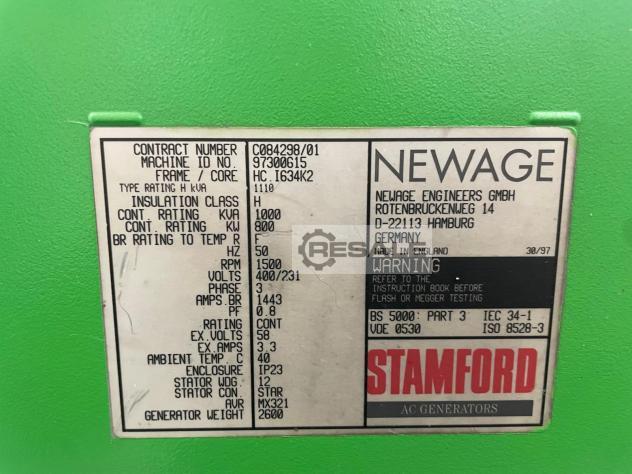 CONTRACT NUMBER C084298/01
MACHINE ID NO. 97300615
FRAME / CORE HC.I634K2
TYPE RATING H kVA 1110
INSULATION CLASS H
CONT. RATING KVA 1000
CONT. RATING KW 800
BR RATING TO TEMP R F
HZ 50
RPM 1500
VOLTS 400/231
PHASE 3
AMPS.BR 1443
PF 0.8
RATING CONT
EX.VOLTS 58
EX.AMPS 3.3
AMBIENT TEMP. C 40
ENCLOSURE IP23
STATOR WDG. 12
STATOR CON. STAR
AVR MX321
GENERATOR WEIGHT 2600
NEWAGE
NEWAGE ENGINEERS GMBH
ROTENBRUCKENWEG 14
D-22113 HAMBURG
GERMANY
MADE IN ENGLAND 30/97
WARNING
REFER TO THE
INSTRUCTION BOOK BEFORE
FLASH OR MEGGER TESTING
BS 5000: PART 3 IEC 34-1
VDE 0530 ISO 8528-3
STAMFORD
AC GENERATORS